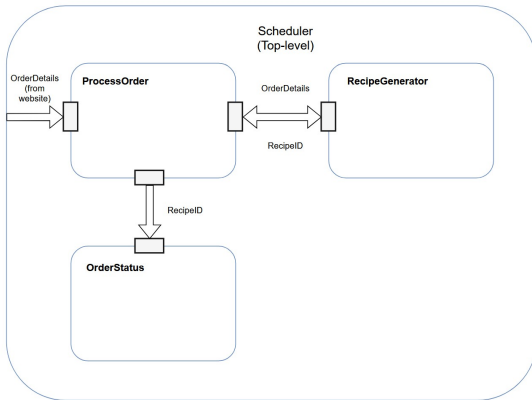 Scheduler
(Top-level)
OrderDetails
(from
website)
ProcessOrder
OrderDetails
RecipeID
RecipeGenerator
RecipeID
OrderStatus